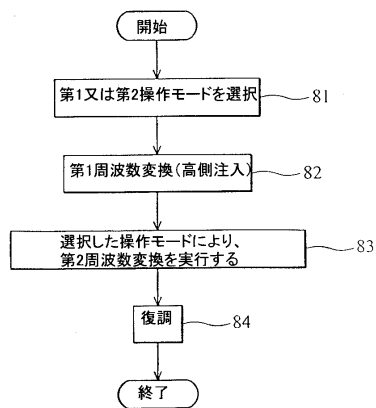 開始
第1又は第2操作モードを選択
81
第1周波数変換(高側注入)
82
選択した操作モードにより、
第2周波数変換を実行する
83
復調
84
終了